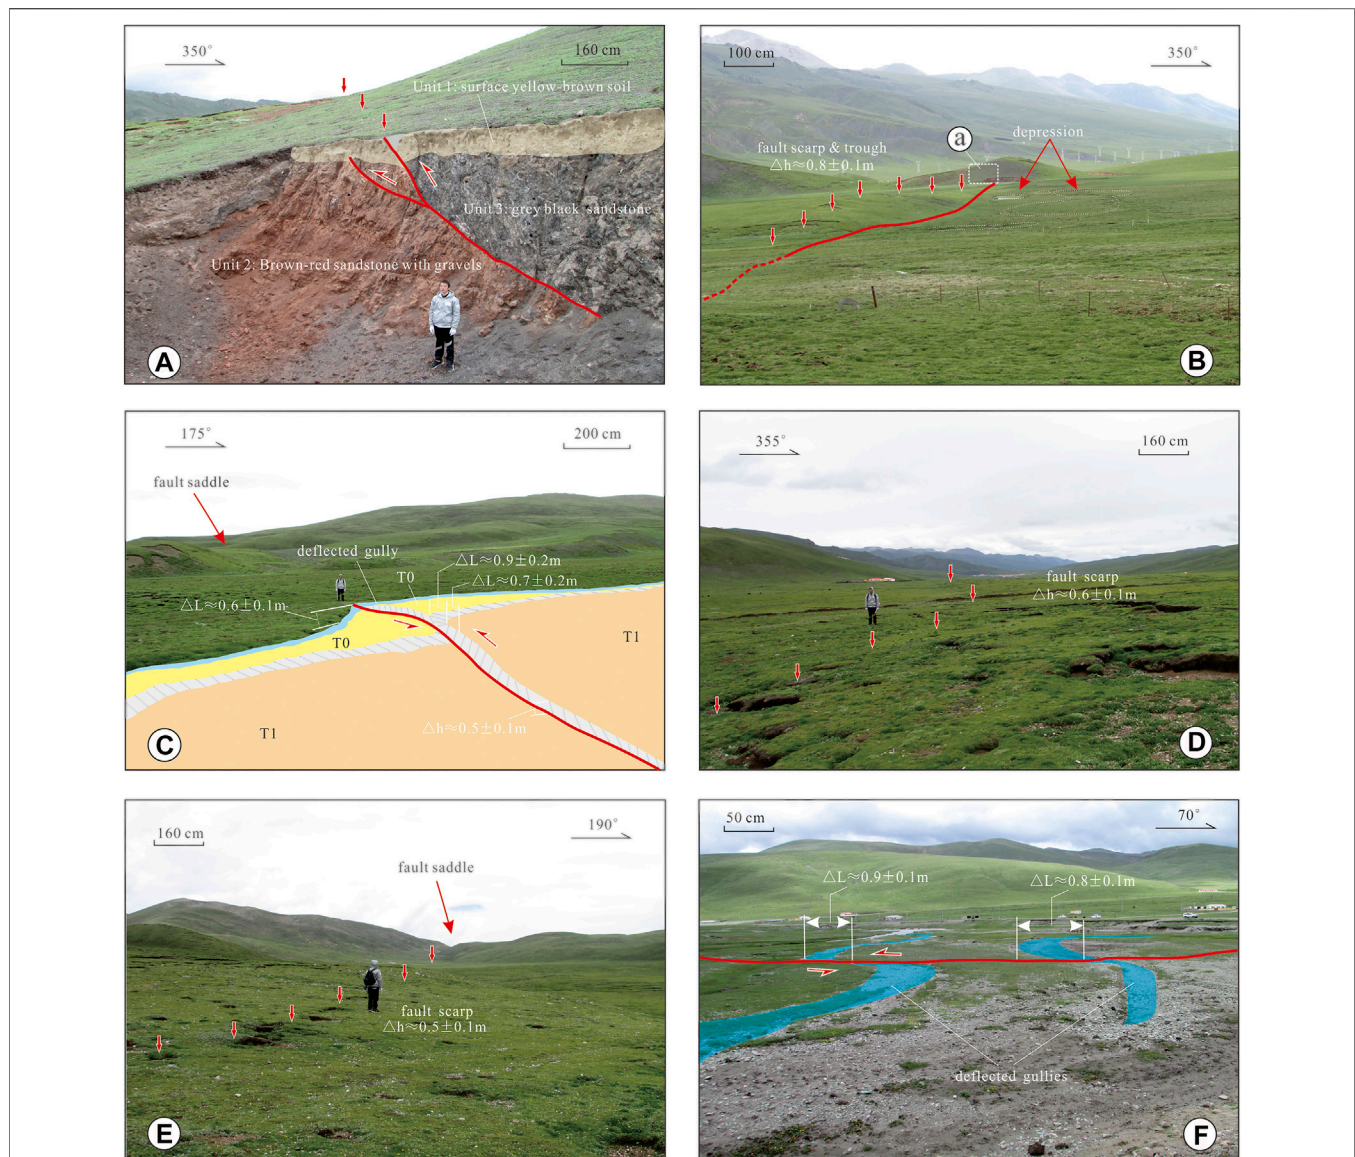 350°
160 cm
Unit 1: surface yellow-brown soil
Unit 3: grey black sandstone
Unit 2: Brown-red sandstone with gravels
A
100 cm
350°
a
depression
fault scarp & trough
△h≈0.8±0.1m
B
175°
200 cm
fault saddle
deflected gully
△L≈0.9±0.2m
T0
△L≈0.7±0.2m
△L≈0.6±0.1m
T0
T1
△h≈0.5±0.1m
T1
C
355°
160 cm
fault scarp
△h≈0.6±0.1m
D
160 cm
190°
fault saddle
fault scarp
△h≈0.5±0.1m
E
50 cm
70°
△L≈0.9±0.1m
△L≈0.8±0.1m
deflected gullies
F